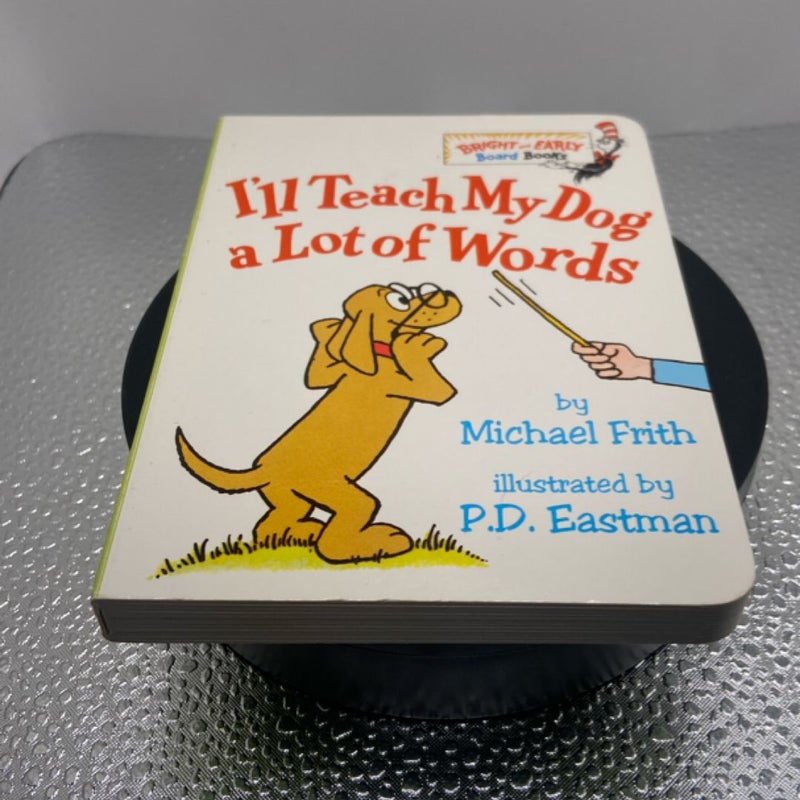 BRIGHT and EARLY
Board Books
I'll Teach My Dog
a Lot of Words
by
Michael Frith
illustrated by
P.D. Eastman